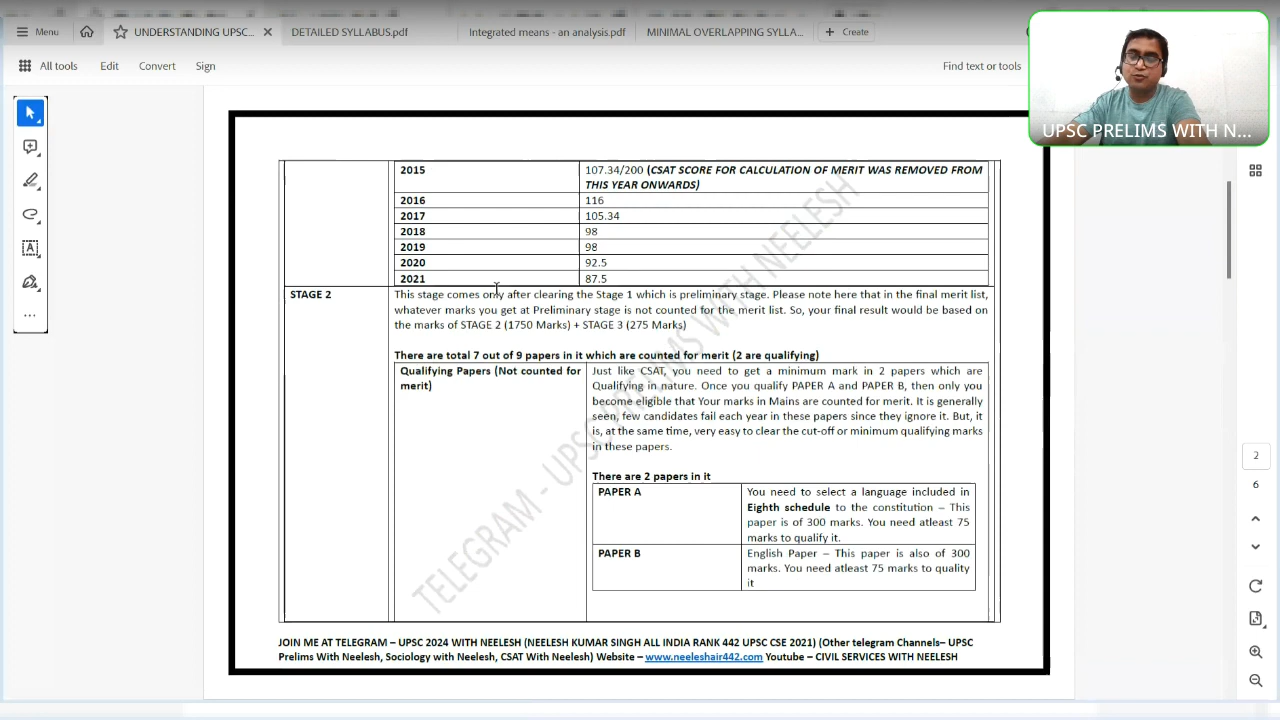 Menu
UNDERSTANDING UPSC...
DETAILED SYLLABUS.pdf
Integrated means - an analysis.pdf
MINIMAL OVERLAPPING SYLLA...
Create
All tools
Edit
Convert
Sign
Find text or tools
UPSC PRELIMS WITH N...
2015
107.34/200 (CSAT SCORE FOR CALCULATION OF MERIT WAS REMOVED FROM
THIS YEAR ONWARDS)
2016
116
2017
105.34
2018
98
2019
98
2020
92.5
2021
87.5
STAGE 2
This stage comes only after clearing the Stage 1 which is preliminary stage. Please note here that in the final merit list,
whatever marks you get at Preliminary stage is not counted for the merit list. So, your final result would be based on
the marks of STAGE 2 (1750 Marks) + STAGE 3 (275 Marks)
There are total 7 out of 9 papers in it which are counted for merit (2 are qualifying)
Qualifying Papers (Not counted for
merit)
Just like CSAT, you need to get a minimum mark in 2 papers which are
Qualifying in nature. Once you qualify PAPER A and PAPER B, then only you
become eligible that Your marks in Mains are counted for merit. It is generally
seen, few candidates fail each year in these papers since they ignore it. But, it
is, at the same time, very easy to clear the cut-off or minimum qualifying marks
in these papers.
There are 2 papers in it
PAPER A
You need to select a language included in
Eighth schedule to the constitution – This
paper is of 300 marks. You need atleast 75
marks to qualify it.
PAPER B
English Paper – This paper is also of 300
marks. You need atleast 75 marks to quality
it
TELEGRAM - UPSC PRELIMS WITH NEELESH
JOIN ME AT TELEGRAM – UPSC 2024 WITH NEELESH (NEELESH KUMAR SINGH ALL INDIA RANK 442 UPSC CSE 2021) (Other telegram Channels– UPSC
Prelims With Neelesh, Sociology with Neelesh, CSAT With Neelesh) Website – www.neeleshair442.com Youtube – CIVIL SERVICES WITH NEELESH
2
6